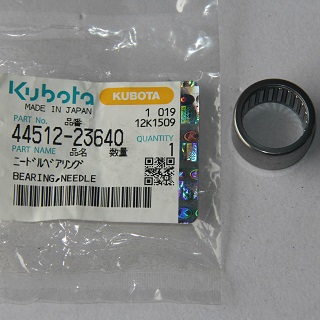 Kubota
KUBOTA
MADE IN JAPAN
1 019
PART No. 品番
12K1509
44512-23640
QUANTITY
PART NAME 品名 数量
1
ニードルベアリング
BEARING,NEEDLE